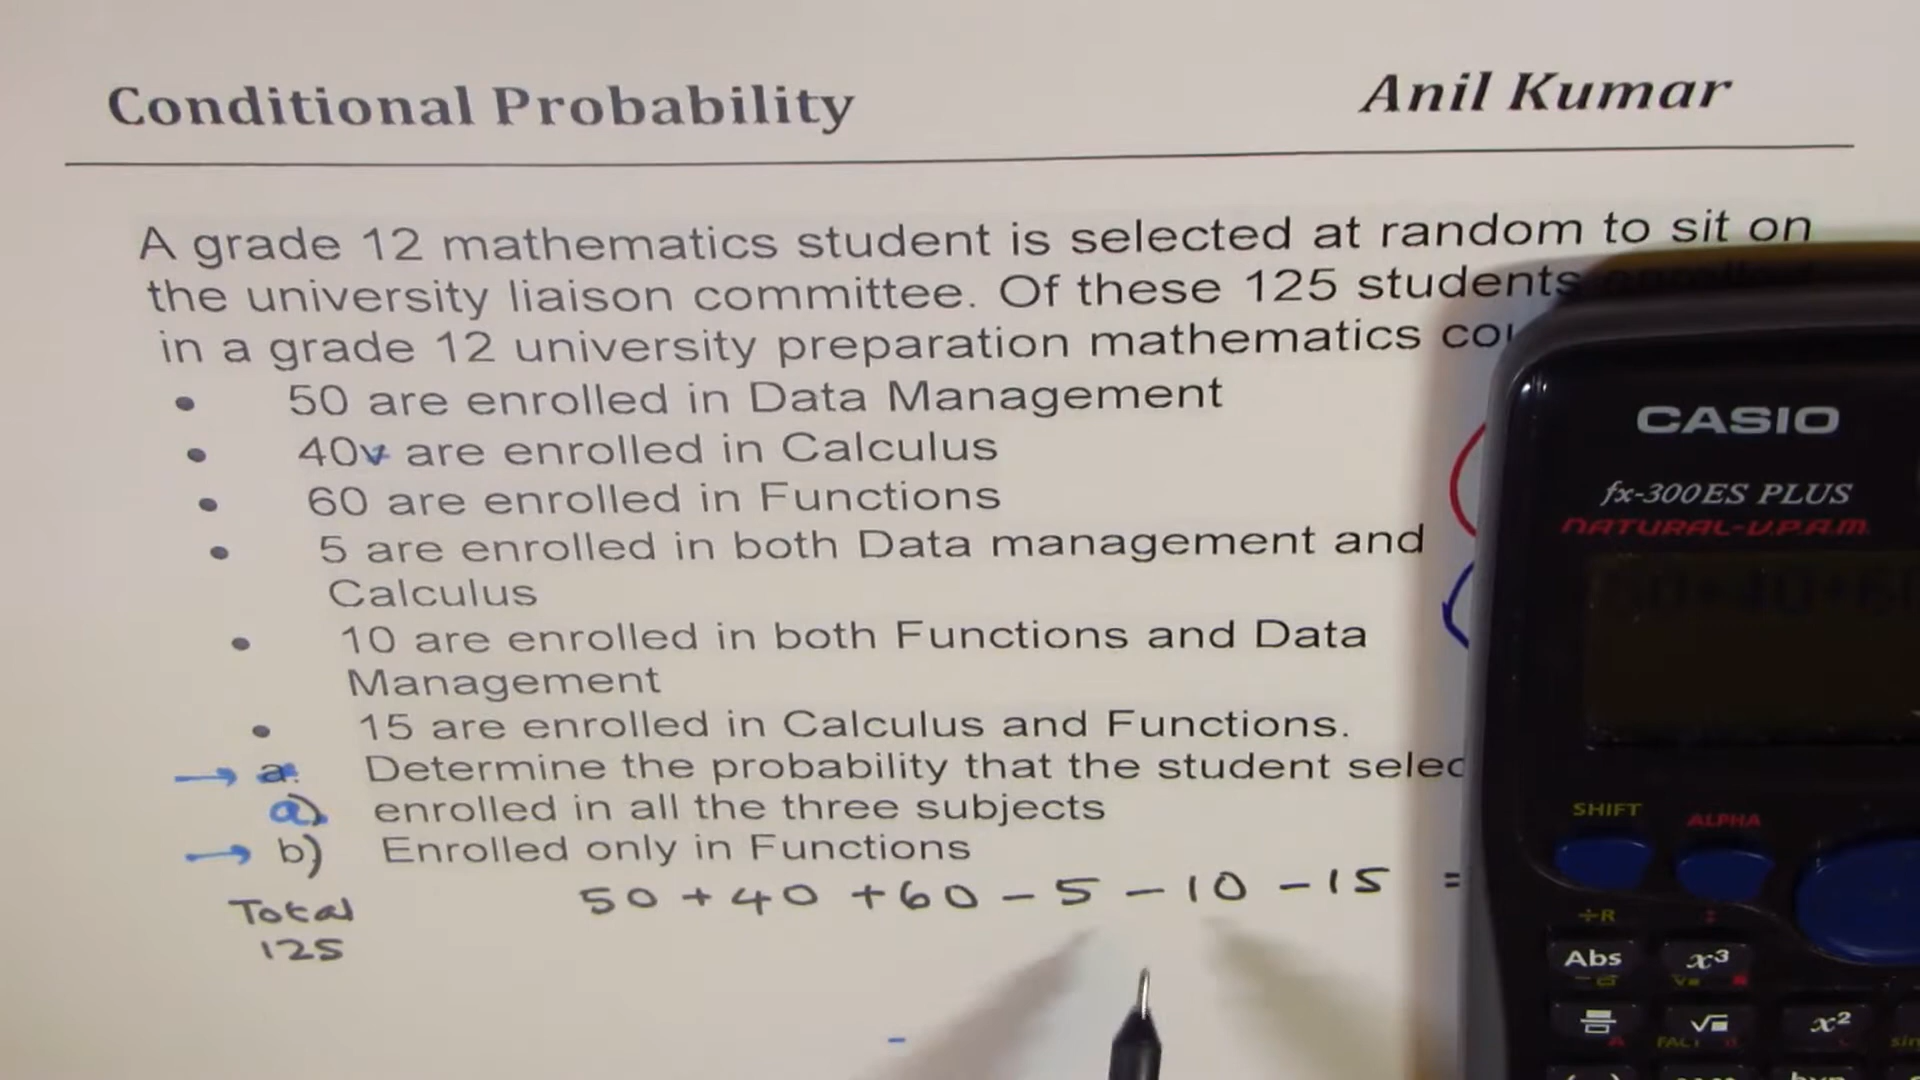 Conditional Probability
Anil Kumar
A grade 12 mathematics student is selected at random to sit on
the university liaison committee. Of these 125 students
in a grade 12 university preparation mathematics cou
• 50 are enrolled in Data Management
• 40 are enrolled in Calculus
• 60 are enrolled in Functions
• 5 are enrolled in both Data management and
Calculus
• 10 are enrolled in both Functions and Data
Management
• 15 are enrolled in Calculus and Functions.
→ a. Determine the probability that the student selec
a) enrolled in all the three subjects
→ b) Enrolled only in Functions
Total
125
50 + 40 + 60 - 5 - 10 - 15 =
CASIO
fx-300ES PLUS
NATURAL-V.P.A.M.
SHIFT
ALPHA
÷R
Abs
x³
x²
FACT